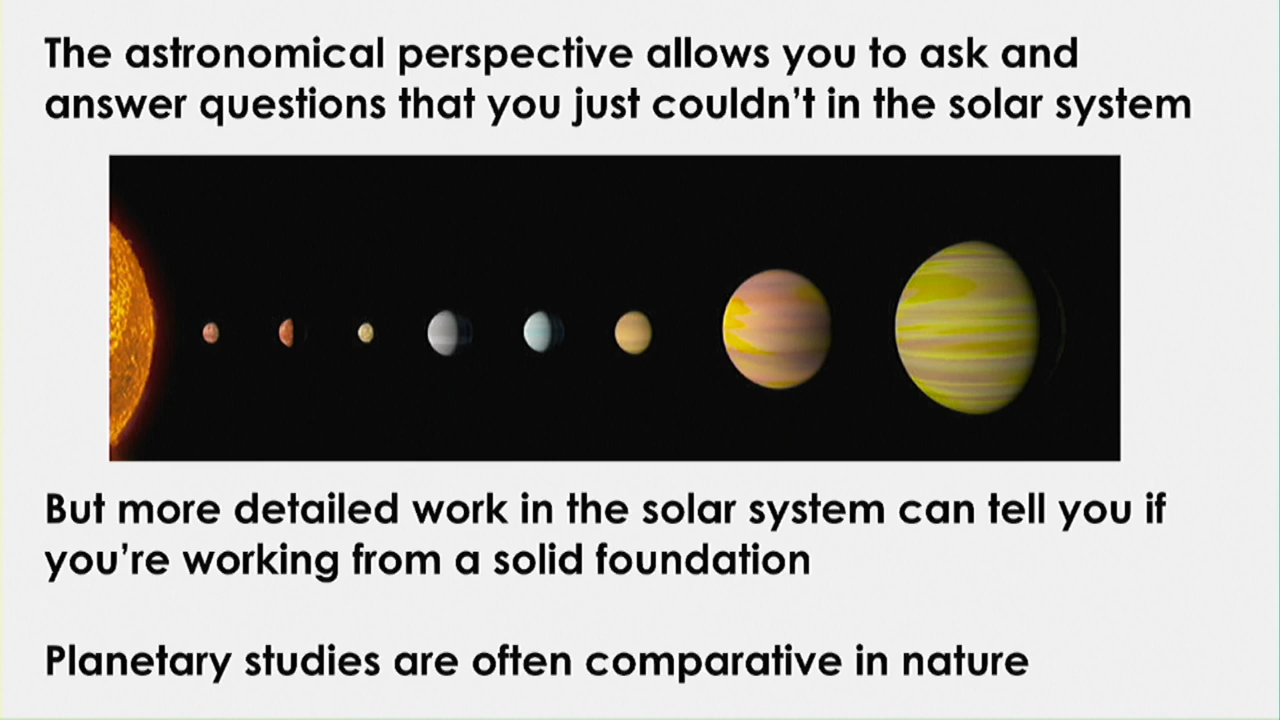 The astronomical perspective allows you to ask and
answer questions that you just couldn't in the solar system
But more detailed work in the solar system can tell you if
you're working from a solid foundation
Planetary studies are often comparative in nature